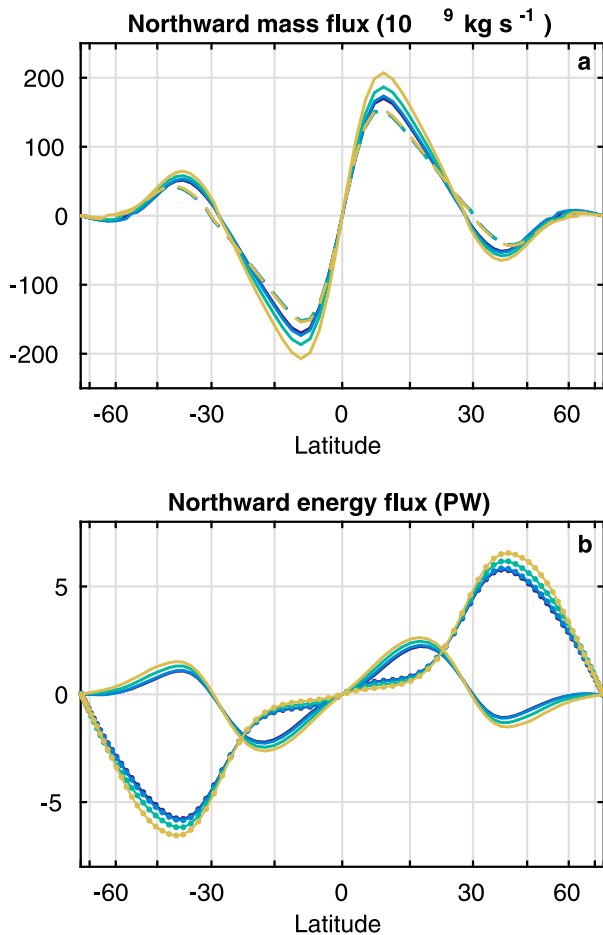 Northward mass flux (10 9 kg s -1 )
a
200
100
0
-100
-200
-60 -30 0 30 60
Latitude
Northward energy flux (PW)
b
5
0
-5
-60 -30 0 30 60
Latitude